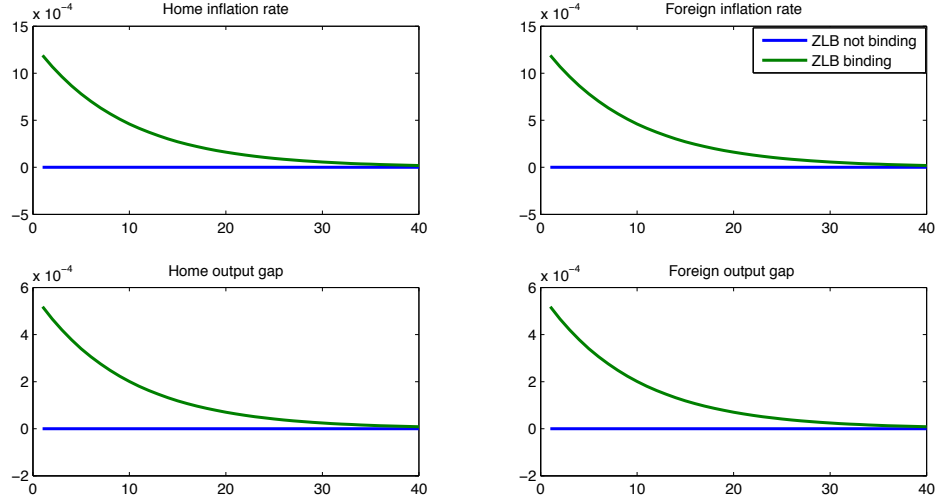 Home inflation rate
x 10⁻⁴
15
10
5
0
−5
0 10 20 30 40
Foreign inflation rate
x 10⁻⁴
15
10
5
0
−5
0 10 20 30 40
ZLB not binding
ZLB binding
Home output gap
x 10⁻⁴
6
4
2
0
−2
0 10 20 30 40
Foreign output gap
x 10⁻⁴
6
4
2
0
−2
0 10 20 30 40